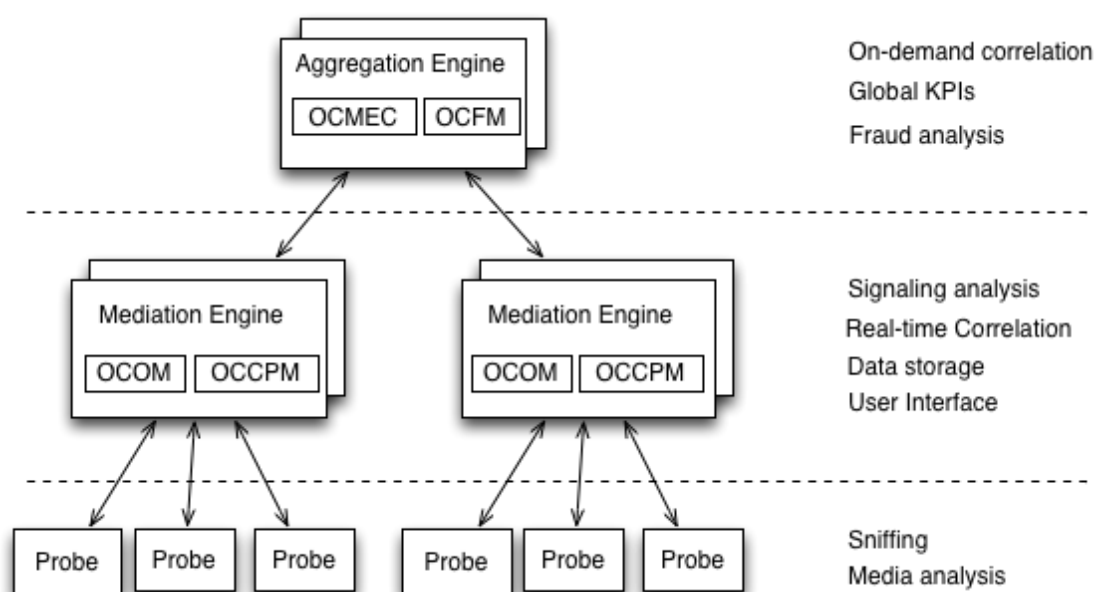 Aggregation Engine
OCMEC OCFM
On-demand correlation
Global KPIs
Fraud analysis
Mediation Engine
OCOM OCCPM
Mediation Engine
OCOM OCCPM
Signaling analysis
Real-time Correlation
Data storage
User Interface
Probe Probe Probe Probe Probe Probe
Sniffing
Media analysis